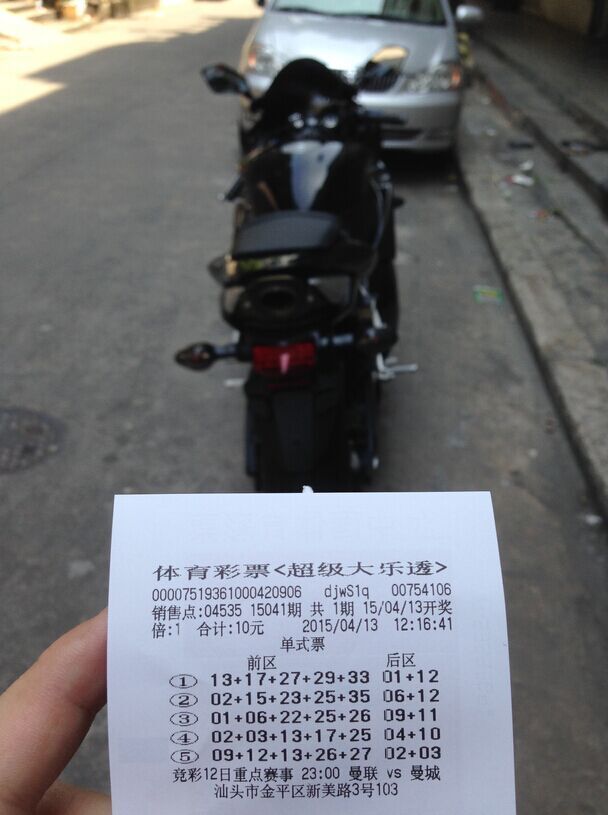 体育彩票<超级大乐透>
000075193610004209​06 djwS1q 00754106
销售点:04535 15041期 共 1期 15/04/13开奖
倍:1 合计:10元 2015/04/13 12:16:41
单式票
前区 后区
① 13+17+27+29+33 01+12
② 02+15+23+25+35 06+12
③ 01+06+22+25+26 09+11
④ 02+03+13+17+25 04+10
⑤ 09+12+13+26+27 02+03
竞彩12日重点赛事 23:00 曼联 vs 曼城
汕头市金平区新美路3号103